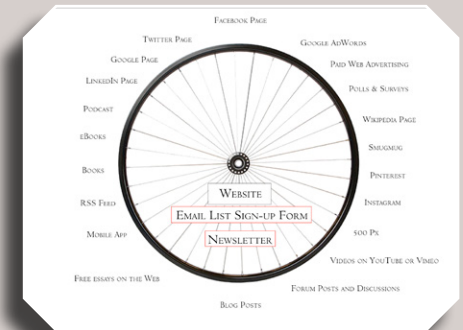 Facebook Page
Twitter Page
Google AdWords
Google Page
Paid Web Advertising
LinkedIn Page
Polls & Surveys
Podcast
Wikipedia Page
eBooks
Smugmug
Books
Pinterest
Website
RSS Feed
Instagram
Email List Sign-up Form
Mobile App
500 Px
Newsletter
Videos on YouTube or Vimeo
Free essays on the Web
Forum Posts and Discussions
Blog Posts